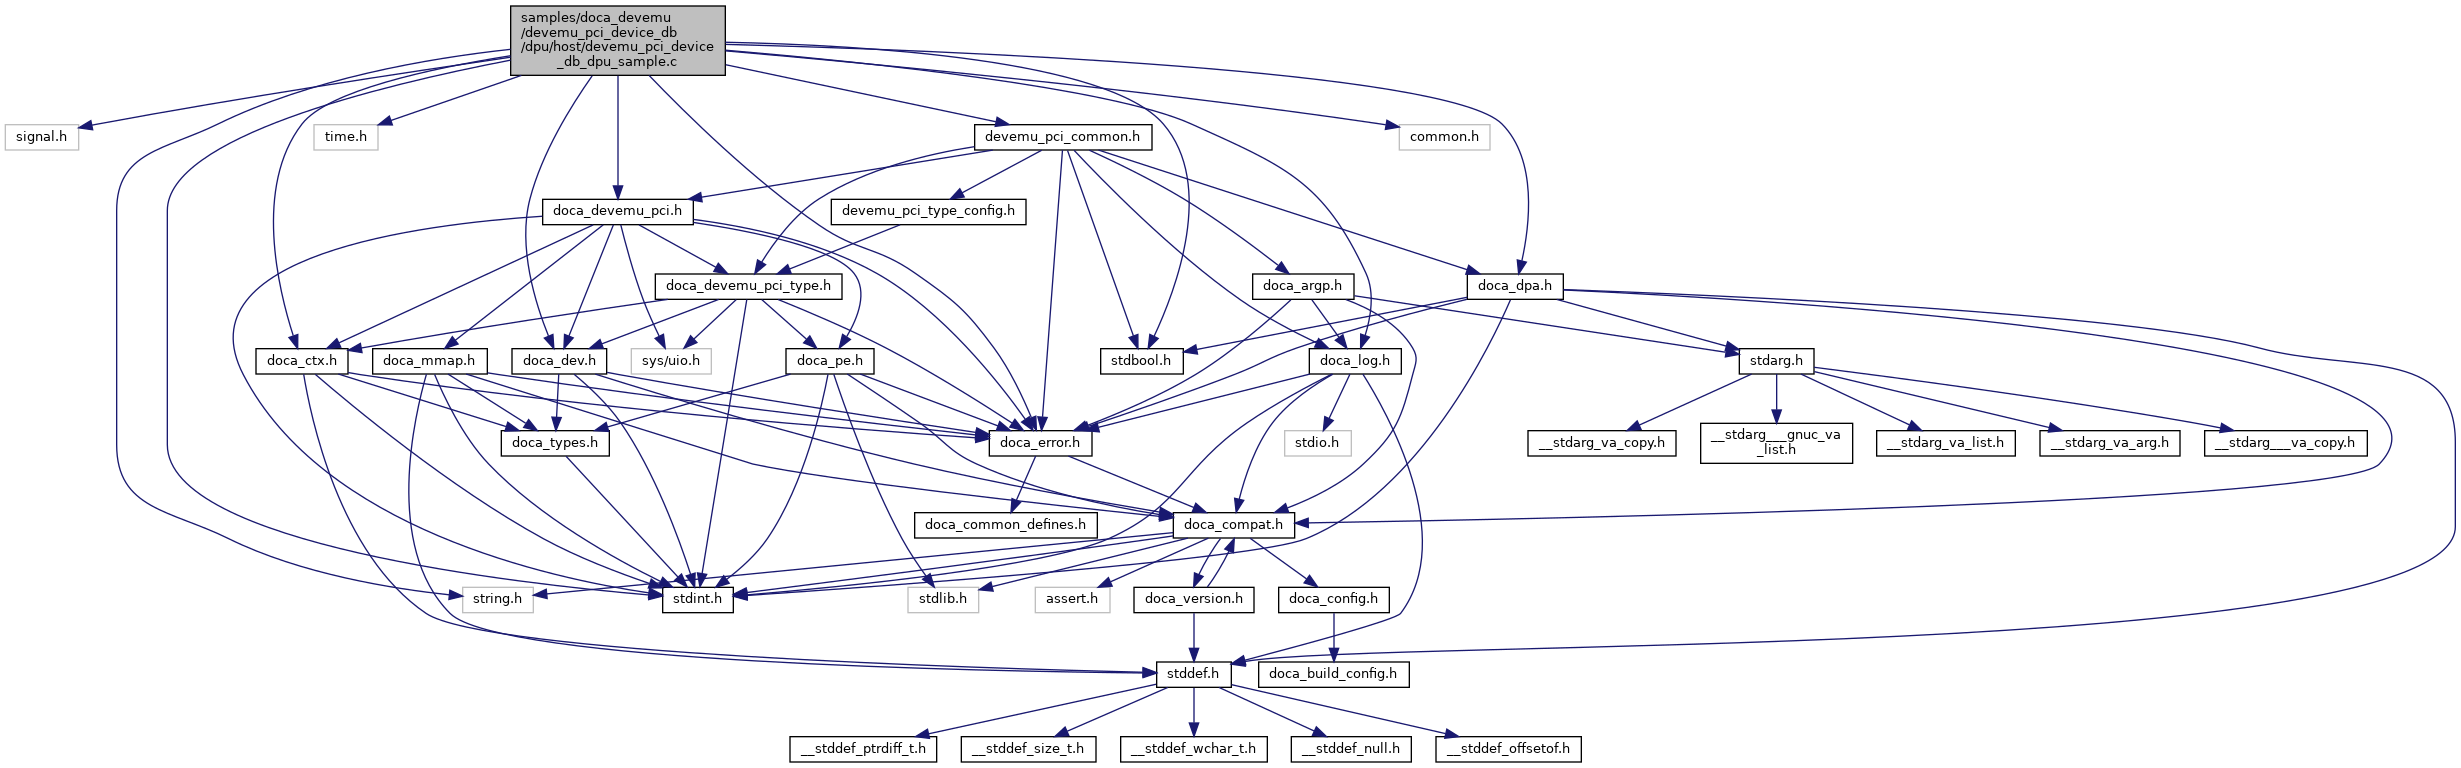 samples/doca_devemu
/devemu_pci_device_db
/dpu/host/devemu_pci_device
_db_dpu_sample.c
signal.h
time.h
devemu_pci_common.h
common.h
doca_devemu_pci.h
devemu_pci_type_config.h
doca_devemu_pci_type.h
doca_argp.h
doca_dpa.h
doca_ctx.h
doca_mmap.h
doca_dev.h
sys/uio.h
doca_pe.h
stdbool.h
doca_log.h
stdarg.h
doca_types.h
doca_error.h
stdio.h
__stdarg_va_copy.h
__stdarg___gnuc_va
_list.h
__stdarg_va_list.h
__stdarg_va_arg.h
__stdarg___va_copy.h
doca_common_defines.h
doca_compat.h
string.h
stdint.h
stdlib.h
assert.h
doca_version.h
doca_config.h
stddef.h
doca_build_config.h
__stddef_ptrdiff_t.h
__stddef_size_t.h
__stddef_wchar_t.h
__stddef_null.h
__stddef_offsetof.h